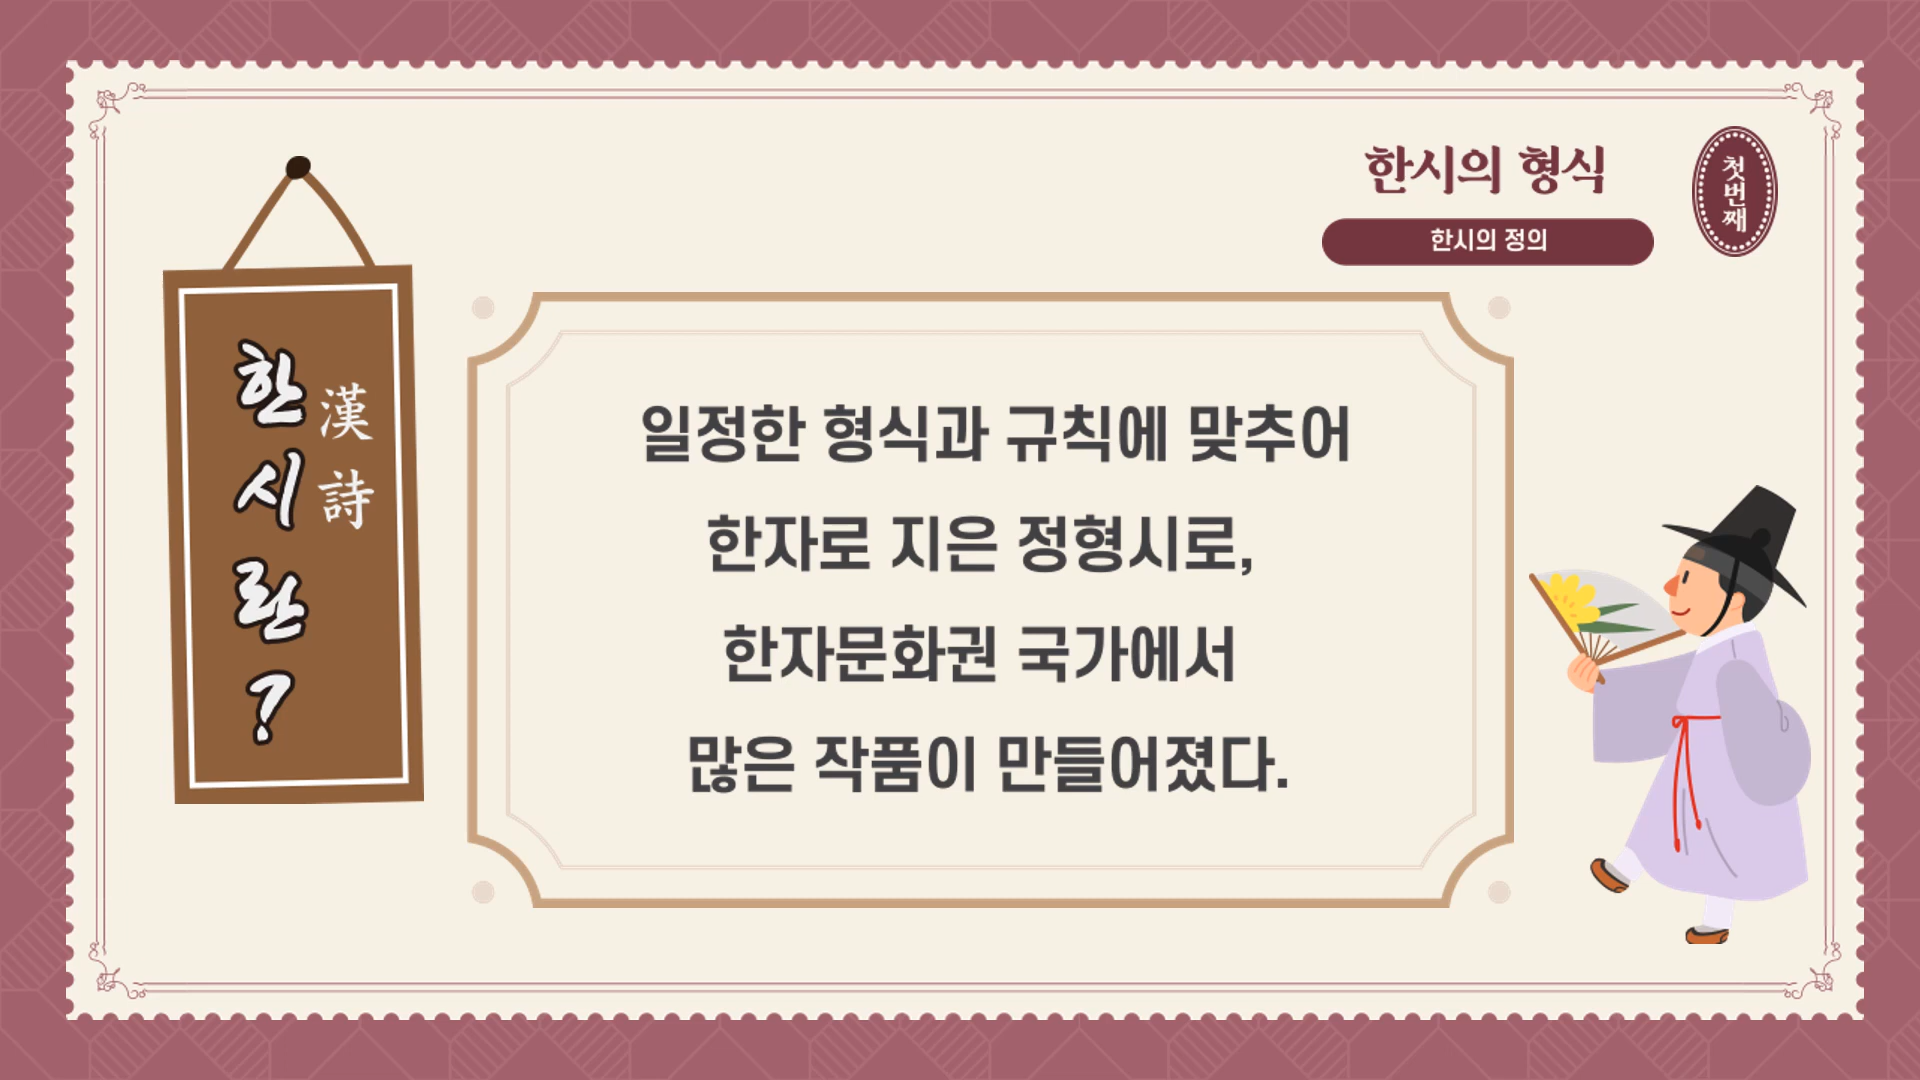 한시의 형식
한시의 정의
첫번째
한시란?
漢詩
일정한 형식과 규칙에 맞추어
한자로 지은 정형시로,
한자문화권 국가에서
많은 작품이 만들어졌다.